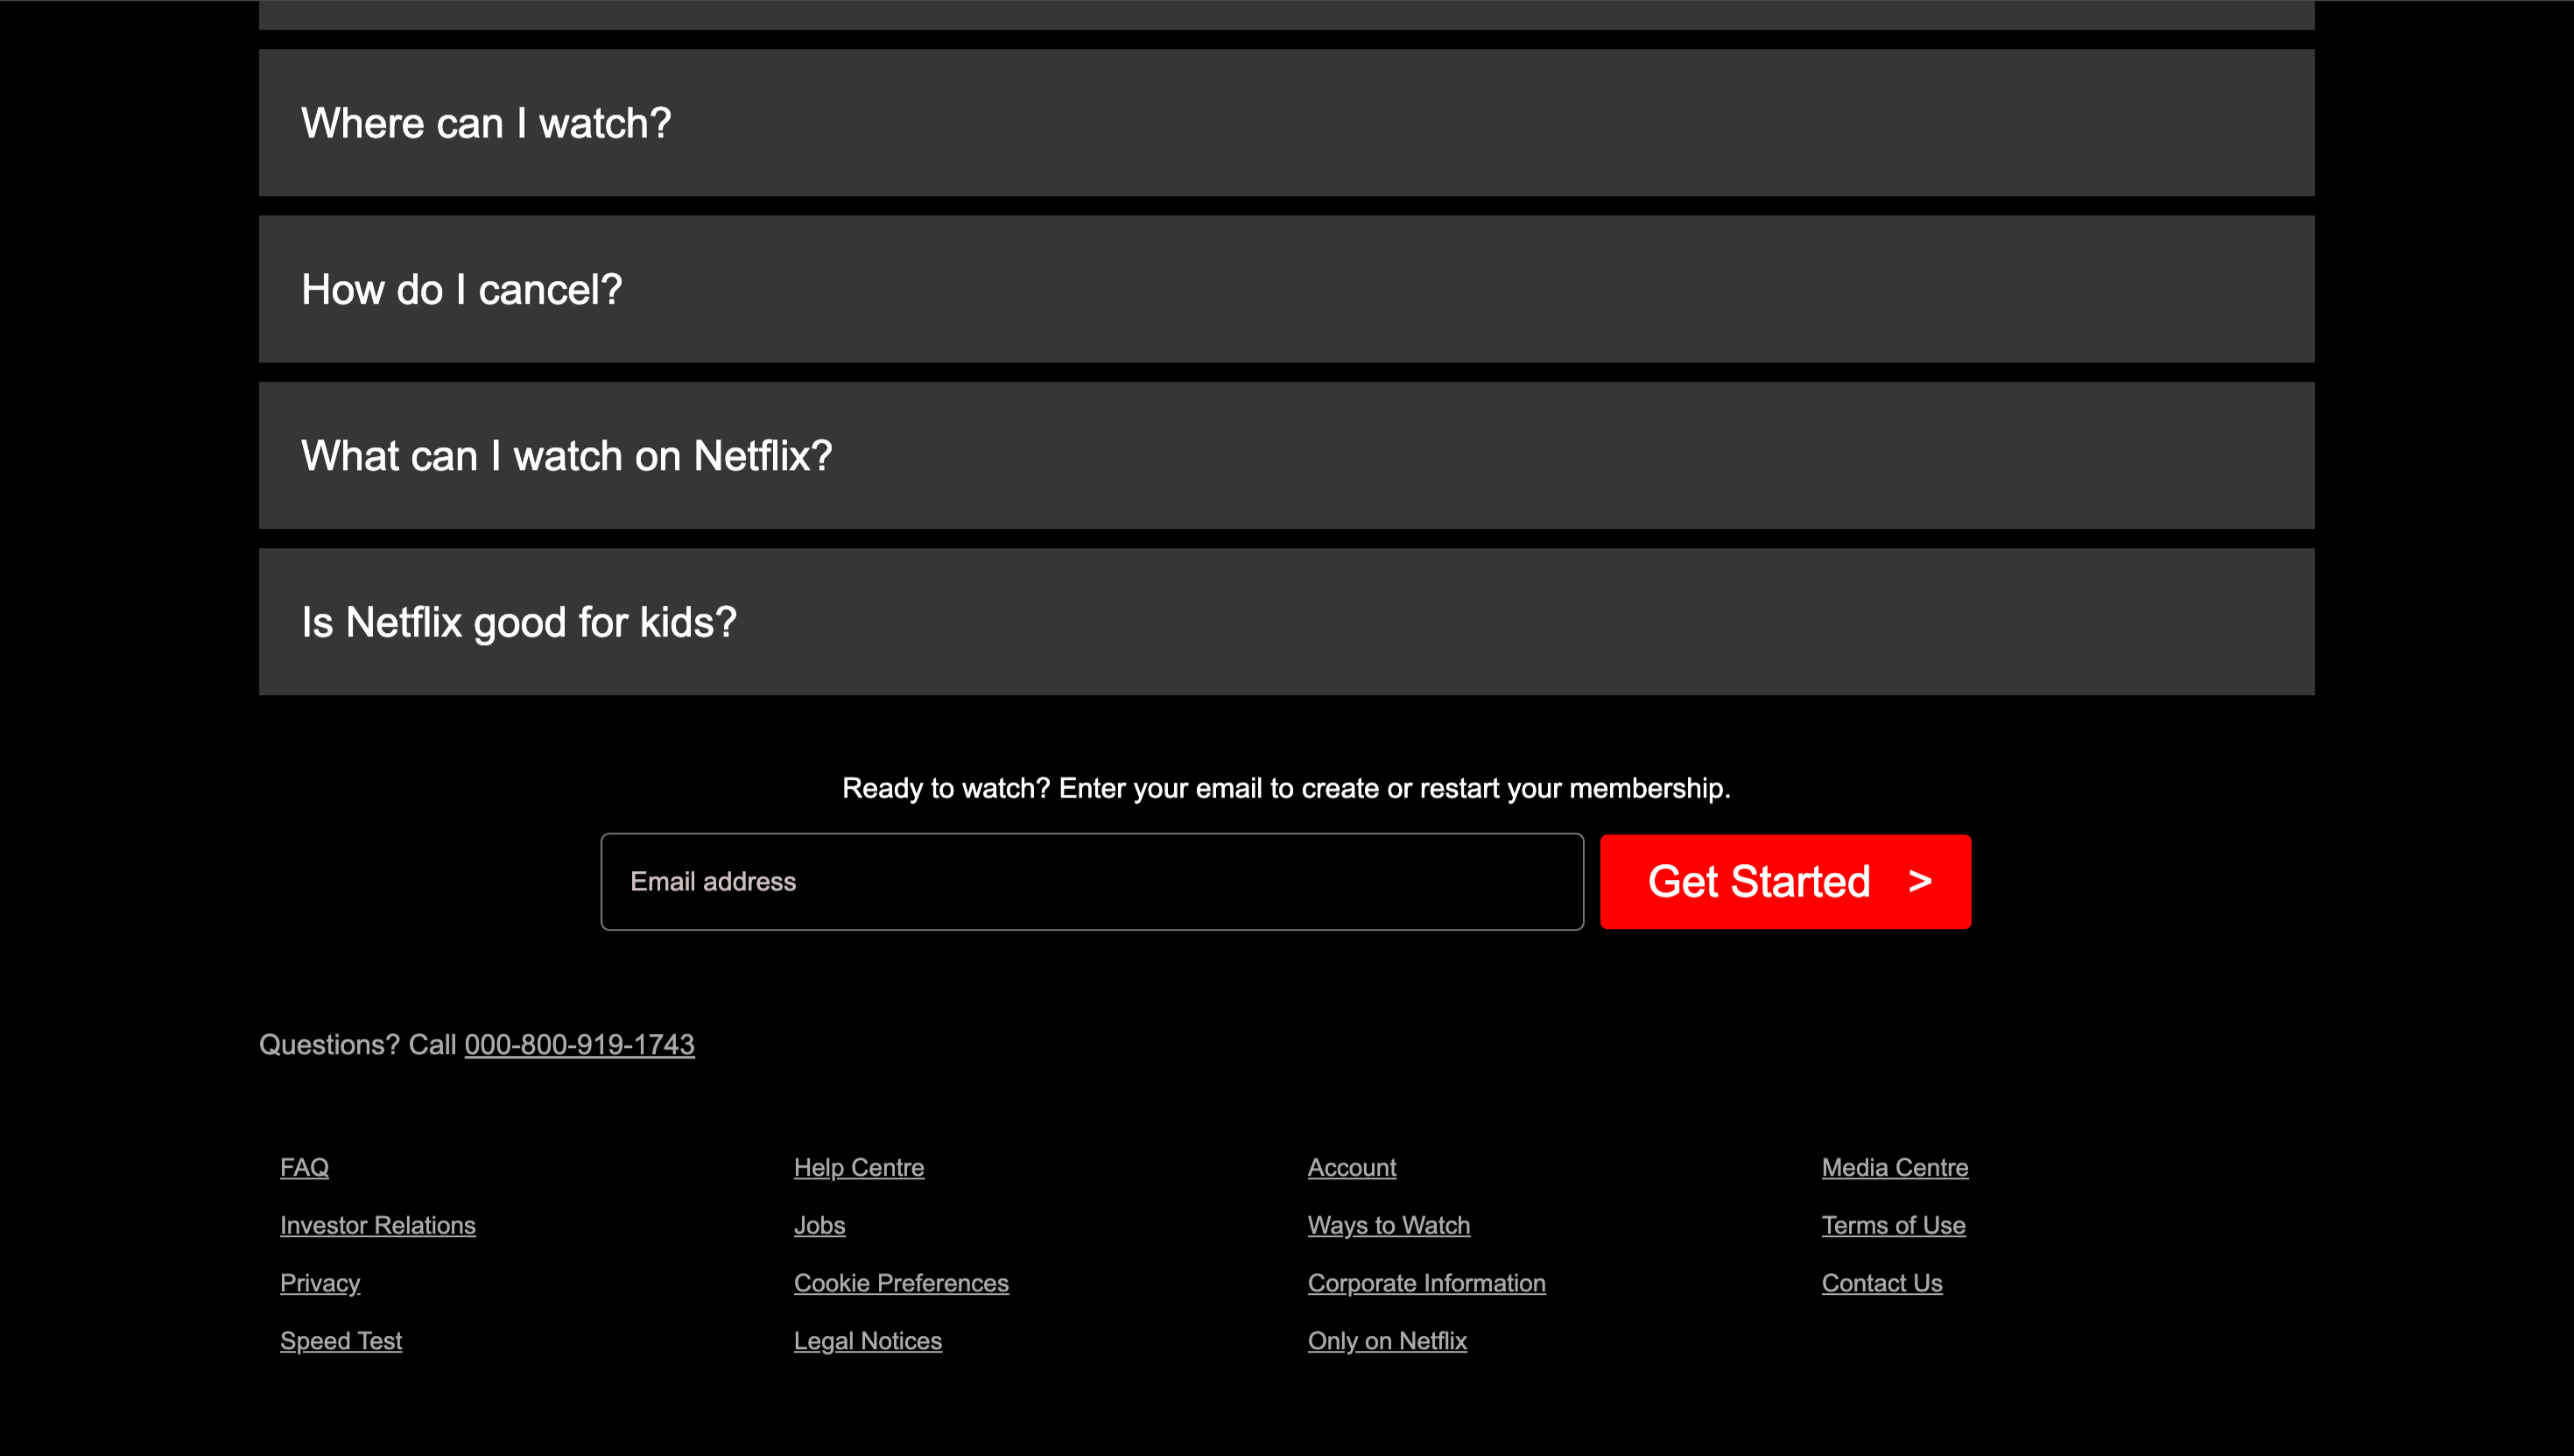 Where can I watch?
How do I cancel?
What can I watch on Netflix?
Is Netflix good for kids?
Ready to watch? Enter your email to create or restart your membership.
Email address
Get Started >
Questions? Call 000-800-919-1743
FAQ Help Centre Account Media Centre
Investor Relations Jobs Ways to Watch Terms of Use
Privacy Cookie Preferences Corporate Information Contact Us
Speed Test Legal Notices Only on Netflix